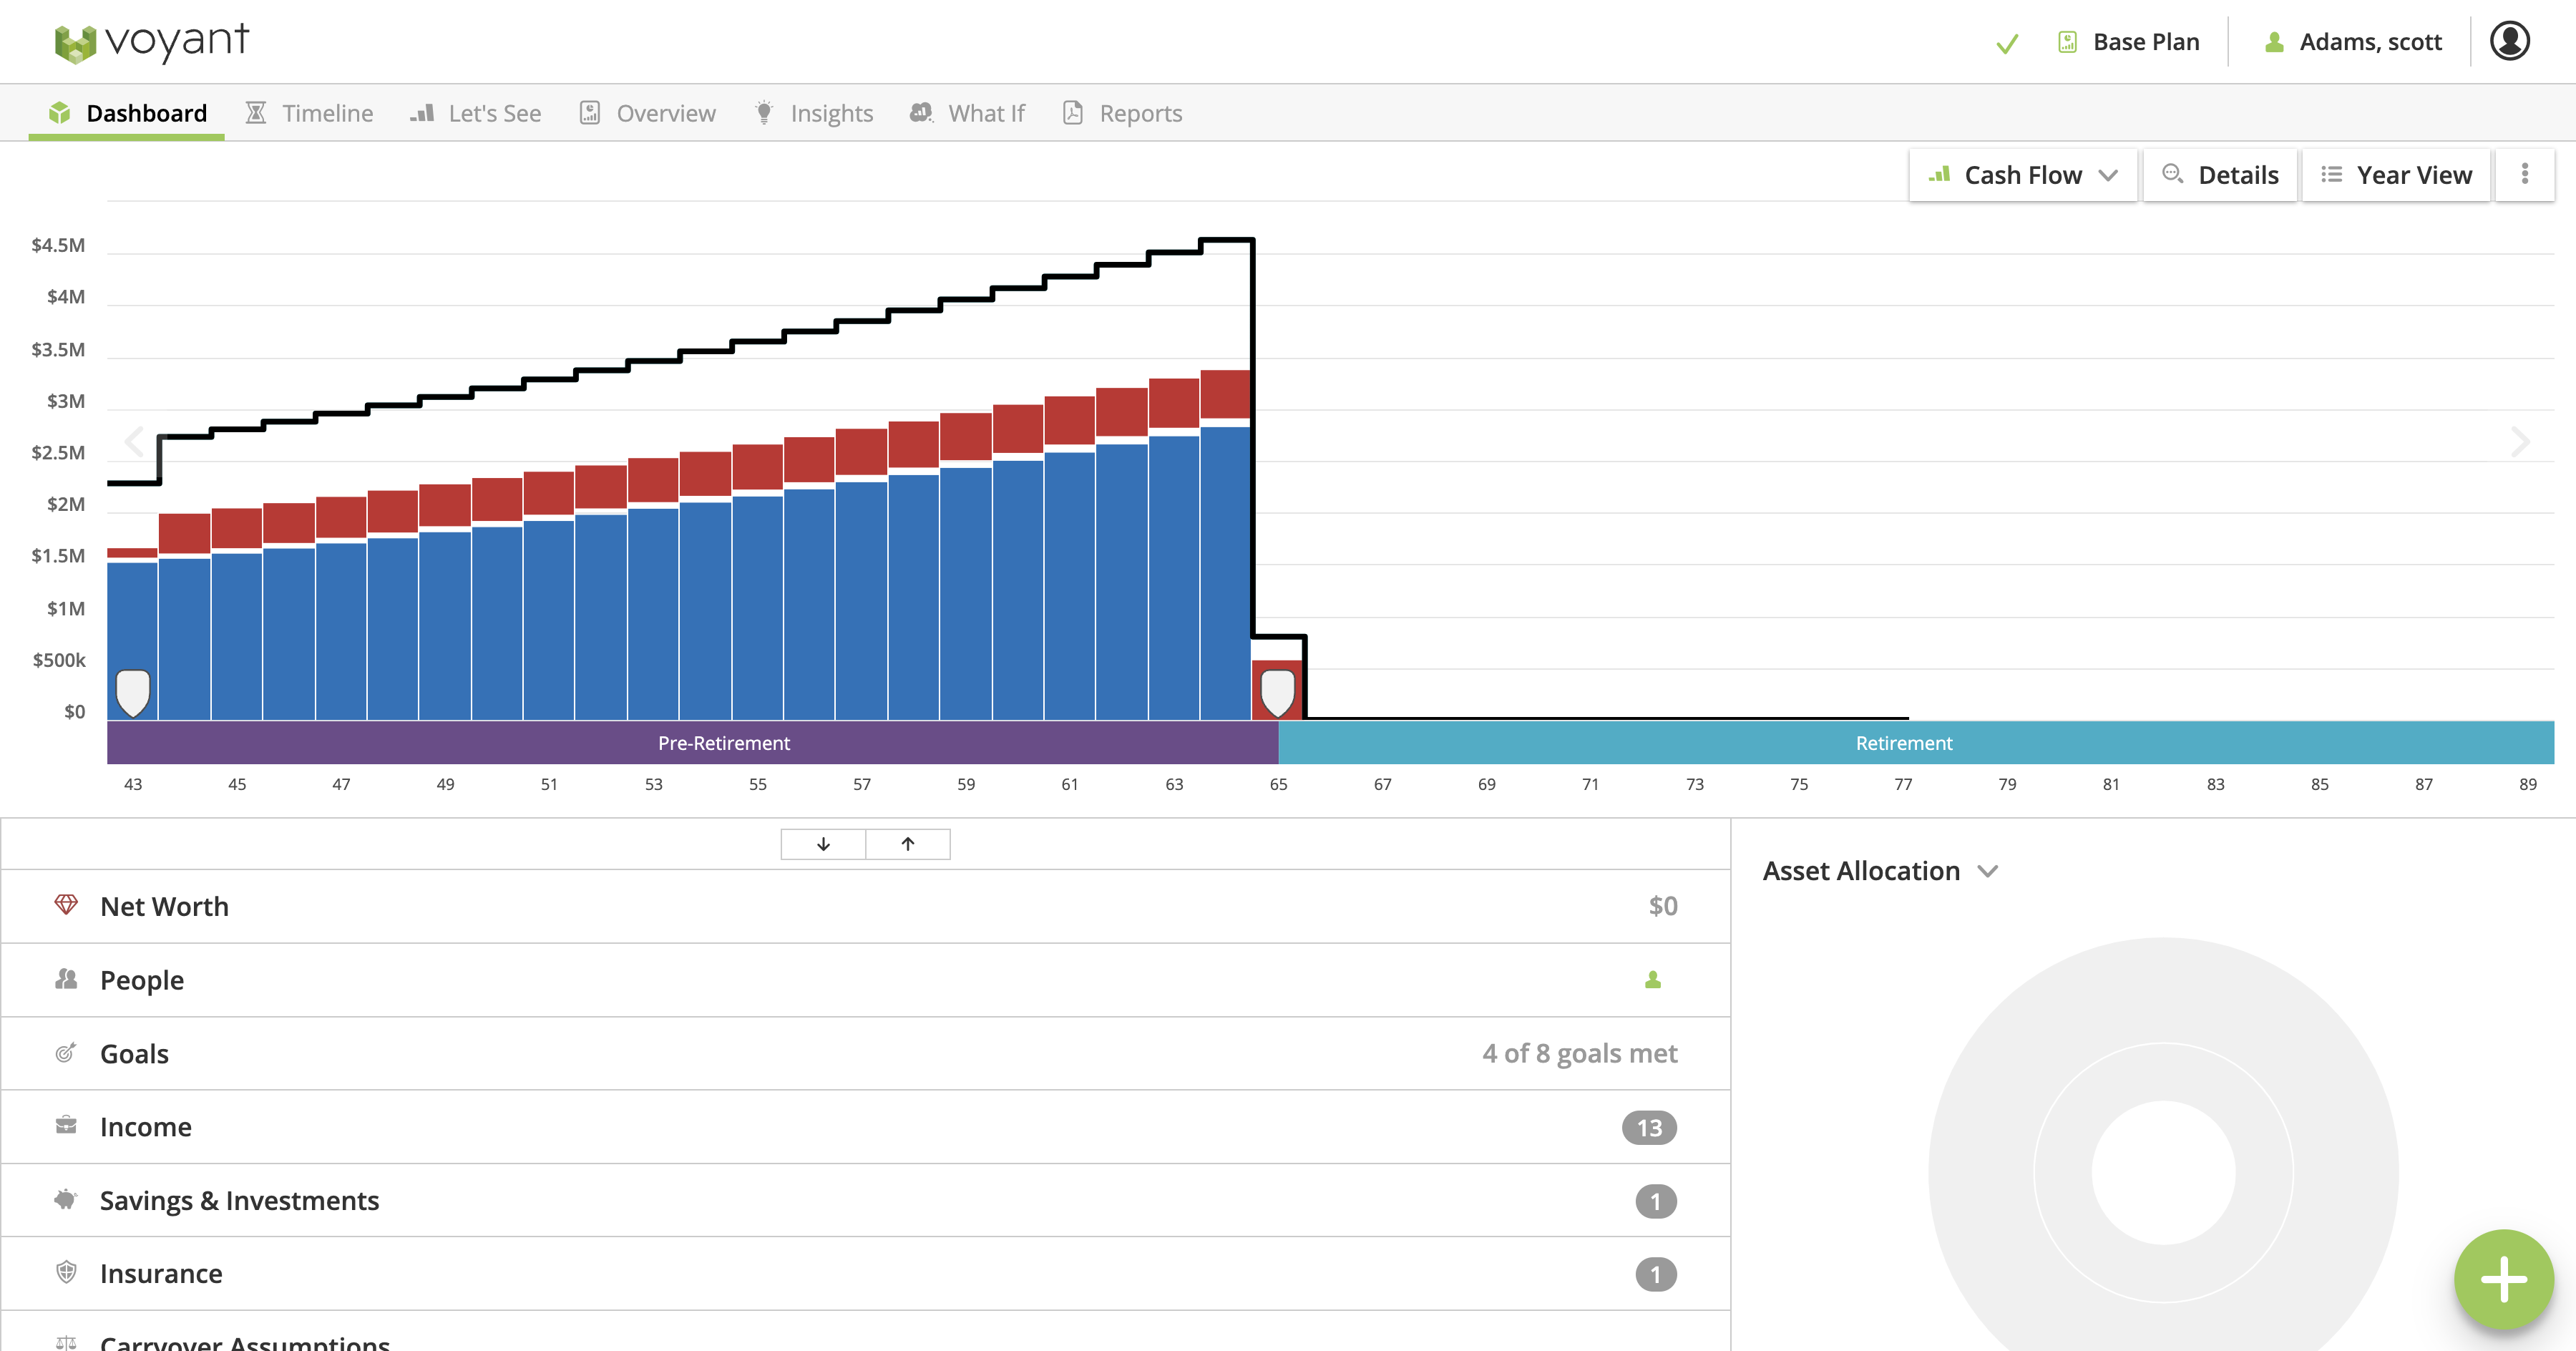 voyant
Base Plan
Adams, scott
Dashboard Timeline Let's See Overview Insights What If Reports
Cash Flow Details Year View
$4.5M
$4M
$3.5M
$3M
$2.5M
$2M
$1.5M
$1M
$500k
$0
Pre-Retirement Retirement
43 45 47 49 51 53 55 57 59 61 63 65 67 69 71 73 75 77 79 81 83 85 87 89
Asset Allocation
Net Worth $0
People
Goals 4 of 8 goals met
Income 13
Savings & Investments 1
Insurance 1
Carryover Assumptions